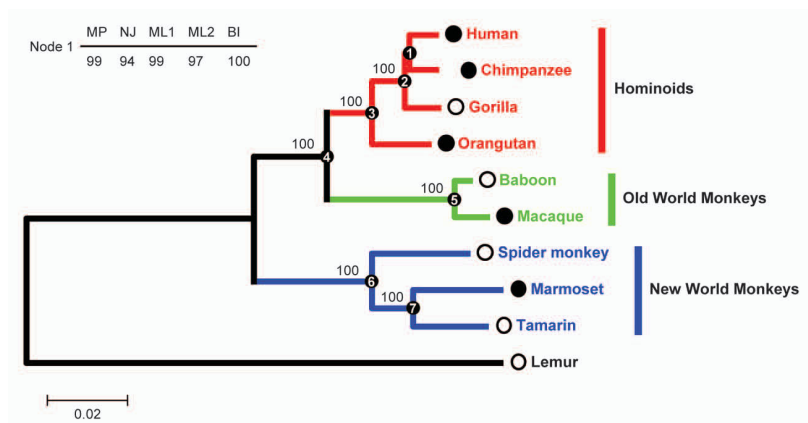 MP NJ ML1 ML2 BI
Node 1
99 94 99 97 100
Human
1
100
Chimpanzee
2
Hominoids
100
Gorilla
3
100
Orangutan
4
100
Baboon
5
Old World Monkeys
Macaque
Spider monkey
100
6
Marmoset
New World Monkeys
100
7
Tamarin
Lemur
0.02